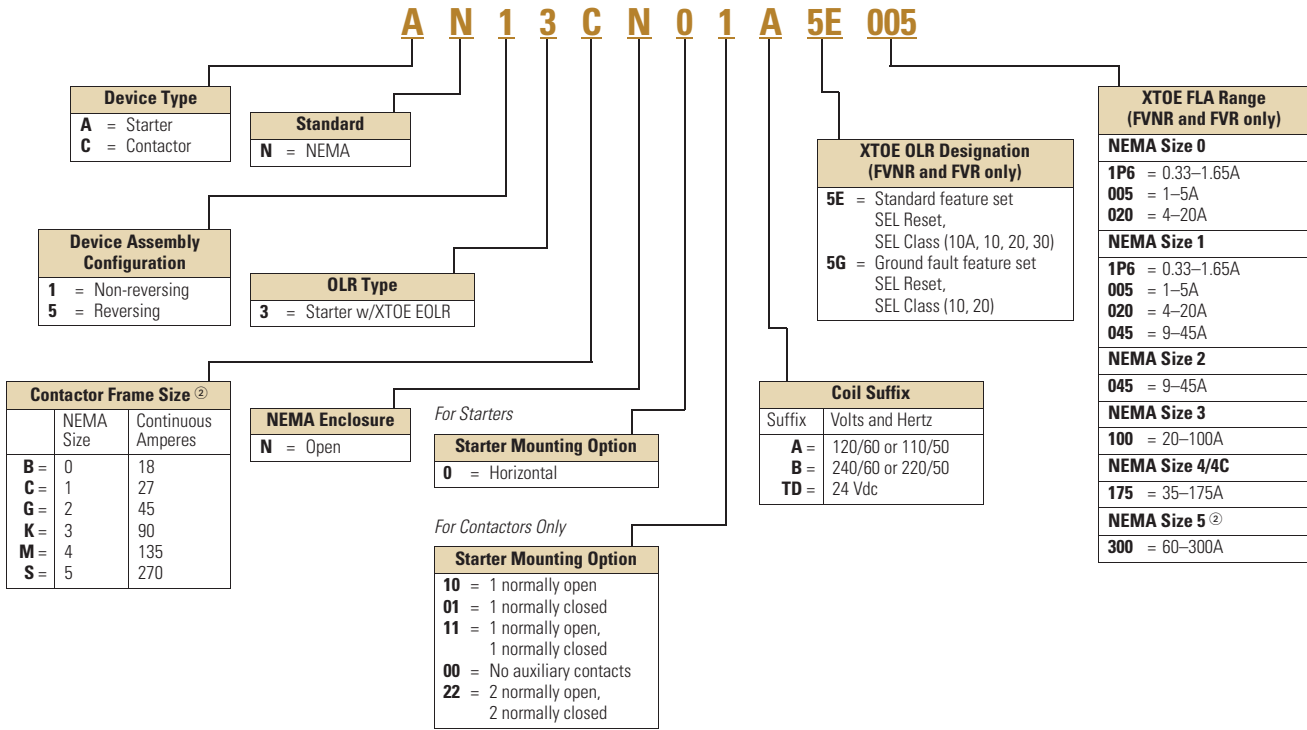 A N 1 3 C N 0 1 A 5E 005
Device Type
A = Starter
C = Contactor
Standard
N = NEMA
Device Assembly
Configuration
1 = Non-reversing
5 = Reversing
OLR Type
3 = Starter w/XTOE EOLR
Contactor Frame Size ②
NEMA Size Continuous Amperes
B = 0 18
C = 1 27
G = 2 45
K = 3 90
M = 4 135
S = 5 270
NEMA Enclosure
N = Open
For Starters
Starter Mounting Option
0 = Horizontal
For Contactors Only
Starter Mounting Option
10 = 1 normally open
01 = 1 normally closed
11 = 1 normally open,
1 normally closed
00 = No auxiliary contacts
22 = 2 normally open,
2 normally closed
Coil Suffix
Suffix Volts and Hertz
A = 120/60 or 110/50
B = 240/60 or 220/50
TD = 24 Vdc
XTOE OLR Designation
(FVNR and FVR only)
5E = Standard feature set
SEL Reset,
SEL Class (10A, 10, 20, 30)
5G = Ground fault feature set
SEL Reset,
SEL Class (10, 20)
XTOE FLA Range
(FVNR and FVR only)
NEMA Size 0
1P6 = 0.33–1.65A
005 = 1–5A
020 = 4–20A
NEMA Size 1
1P6 = 0.33–1.65A
005 = 1–5A
020 = 4–20A
045 = 9–45A
NEMA Size 2
045 = 9–45A
NEMA Size 3
100 = 20–100A
NEMA Size 4/4C
175 = 35–175A
NEMA Size 5 ②
300 = 60–300A